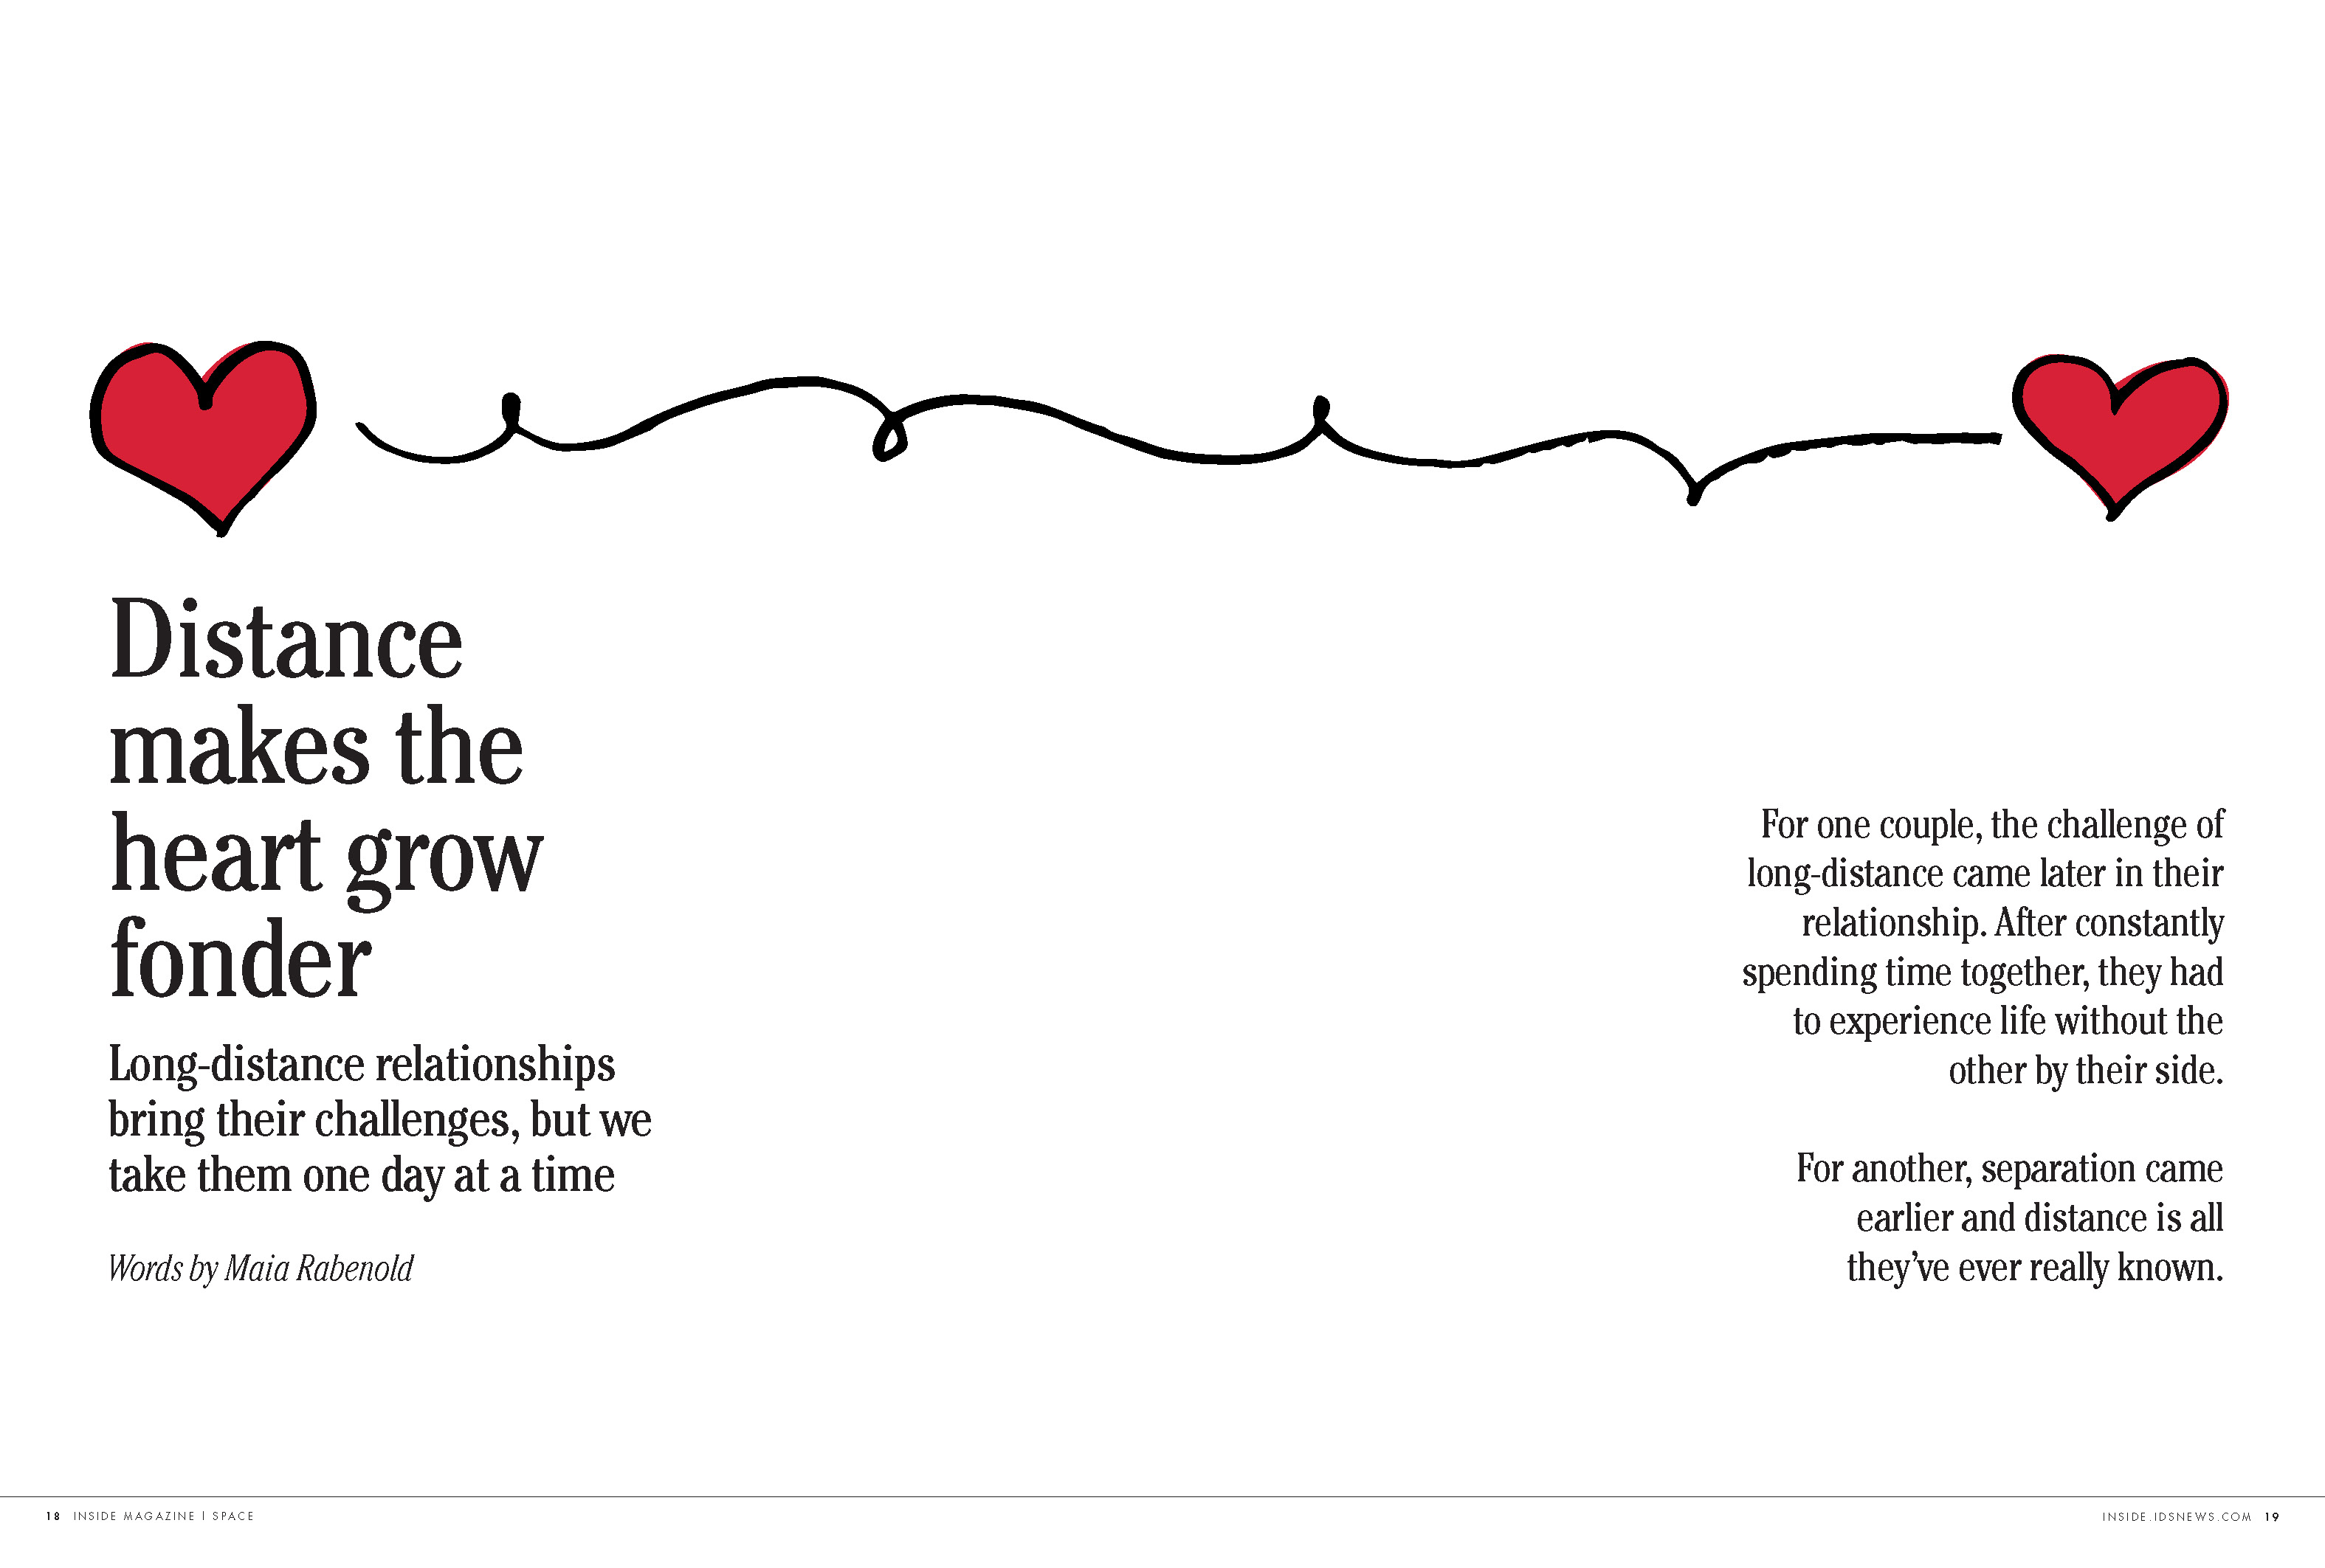 Distance
makes the
heart grow
fonder
Long-distance relationships
bring their challenges, but we
take them one day at a time
Words by Maia Rabenold
For one couple, the challenge of
long-distance came later in their
relationship. After constantly
spending time together, they had
to experience life without the
other by their side.
For another, separation came
earlier and distance is all
they’ve ever really known.
18 INSIDE MAGAZINE | SPACE
INSIDE.IDSNEWS.COM 19